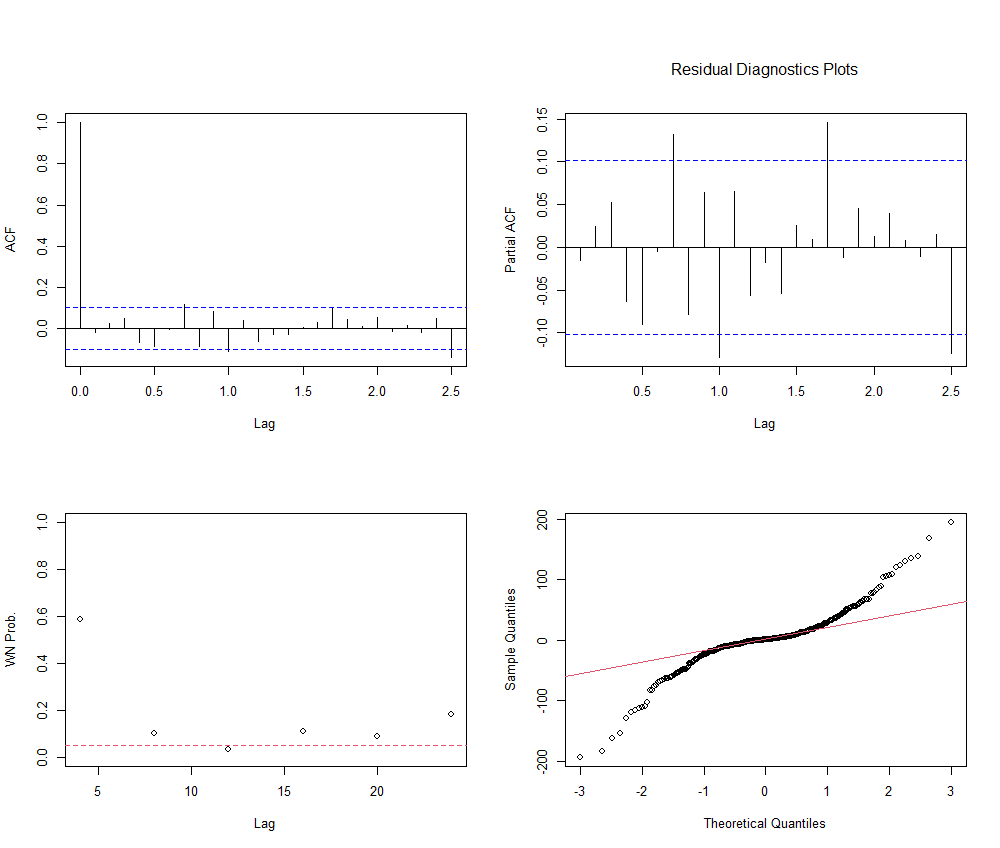 Residual Diagnostics Plots
ACF
0.0 0.2 0.4 0.6 0.8 1.0
0.0 0.5 1.0 1.5 2.0 2.5
Lag
Partial ACF
-0.10 -0.05 0.00 0.05 0.10 0.15
0.5 1.0 1.5 2.0 2.5
Lag
WN Prob.
0.0 0.2 0.4 0.6 0.8 1.0
5 10 15 20
Lag
Sample Quantiles
-200 -100 0 100 200
-3 -2 -1 0 1 2 3
Theoretical Quantiles